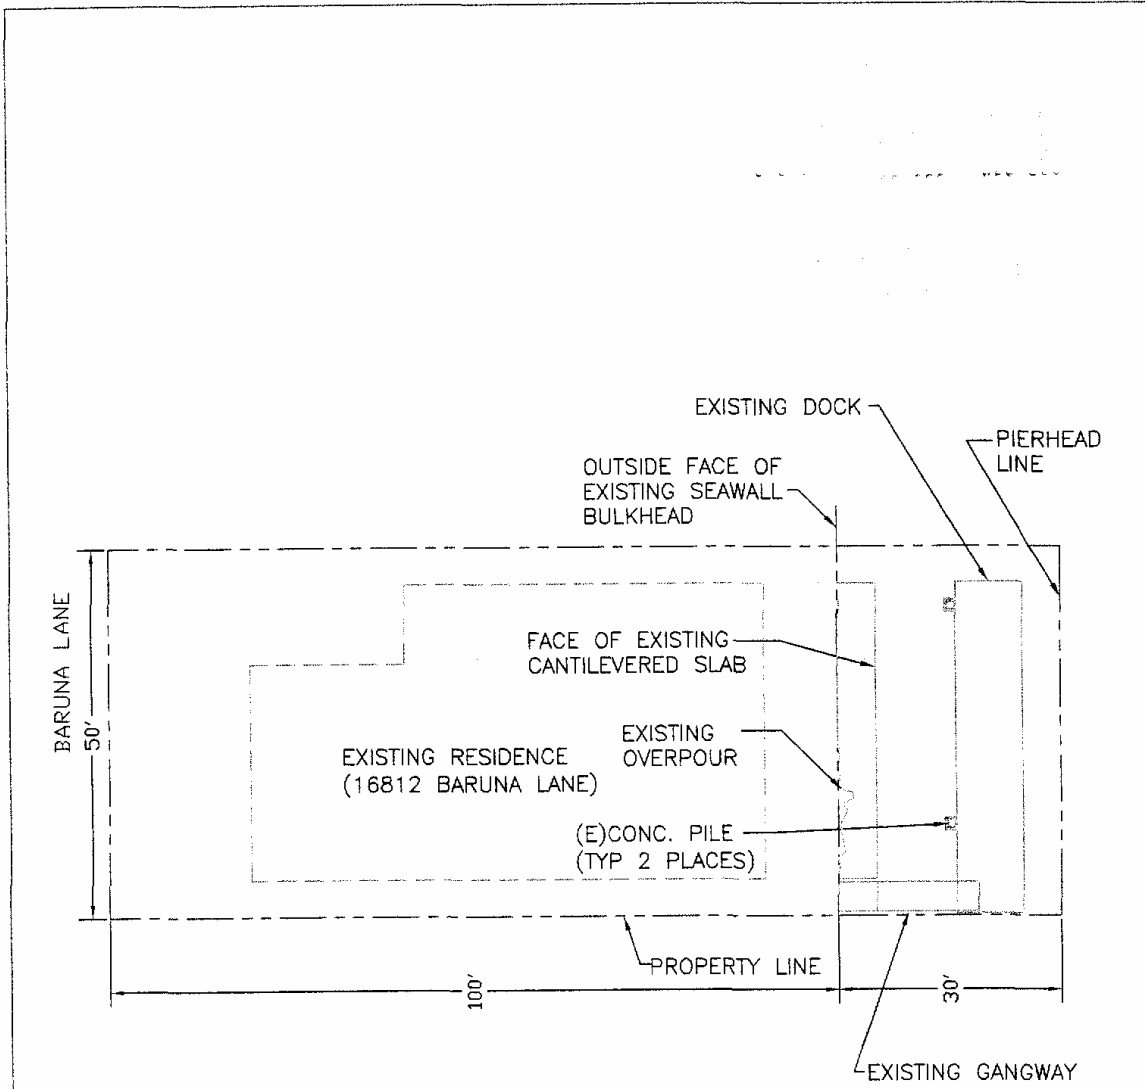 EXISTING DOCK
PIERHEAD
LINE
OUTSIDE FACE OF
EXISTING SEAWALL
BULKHEAD
BARUNA LANE
50'
FACE OF EXISTING
CANTILEVERED SLAB
EXISTING
OVERPOUR
EXISTING RESIDENCE
(16812 BARUNA LANE)
(E)CONC. PILE
(TYP 2 PLACES)
PROPERTY LINE
100'
30'
EXISTING GANGWAY